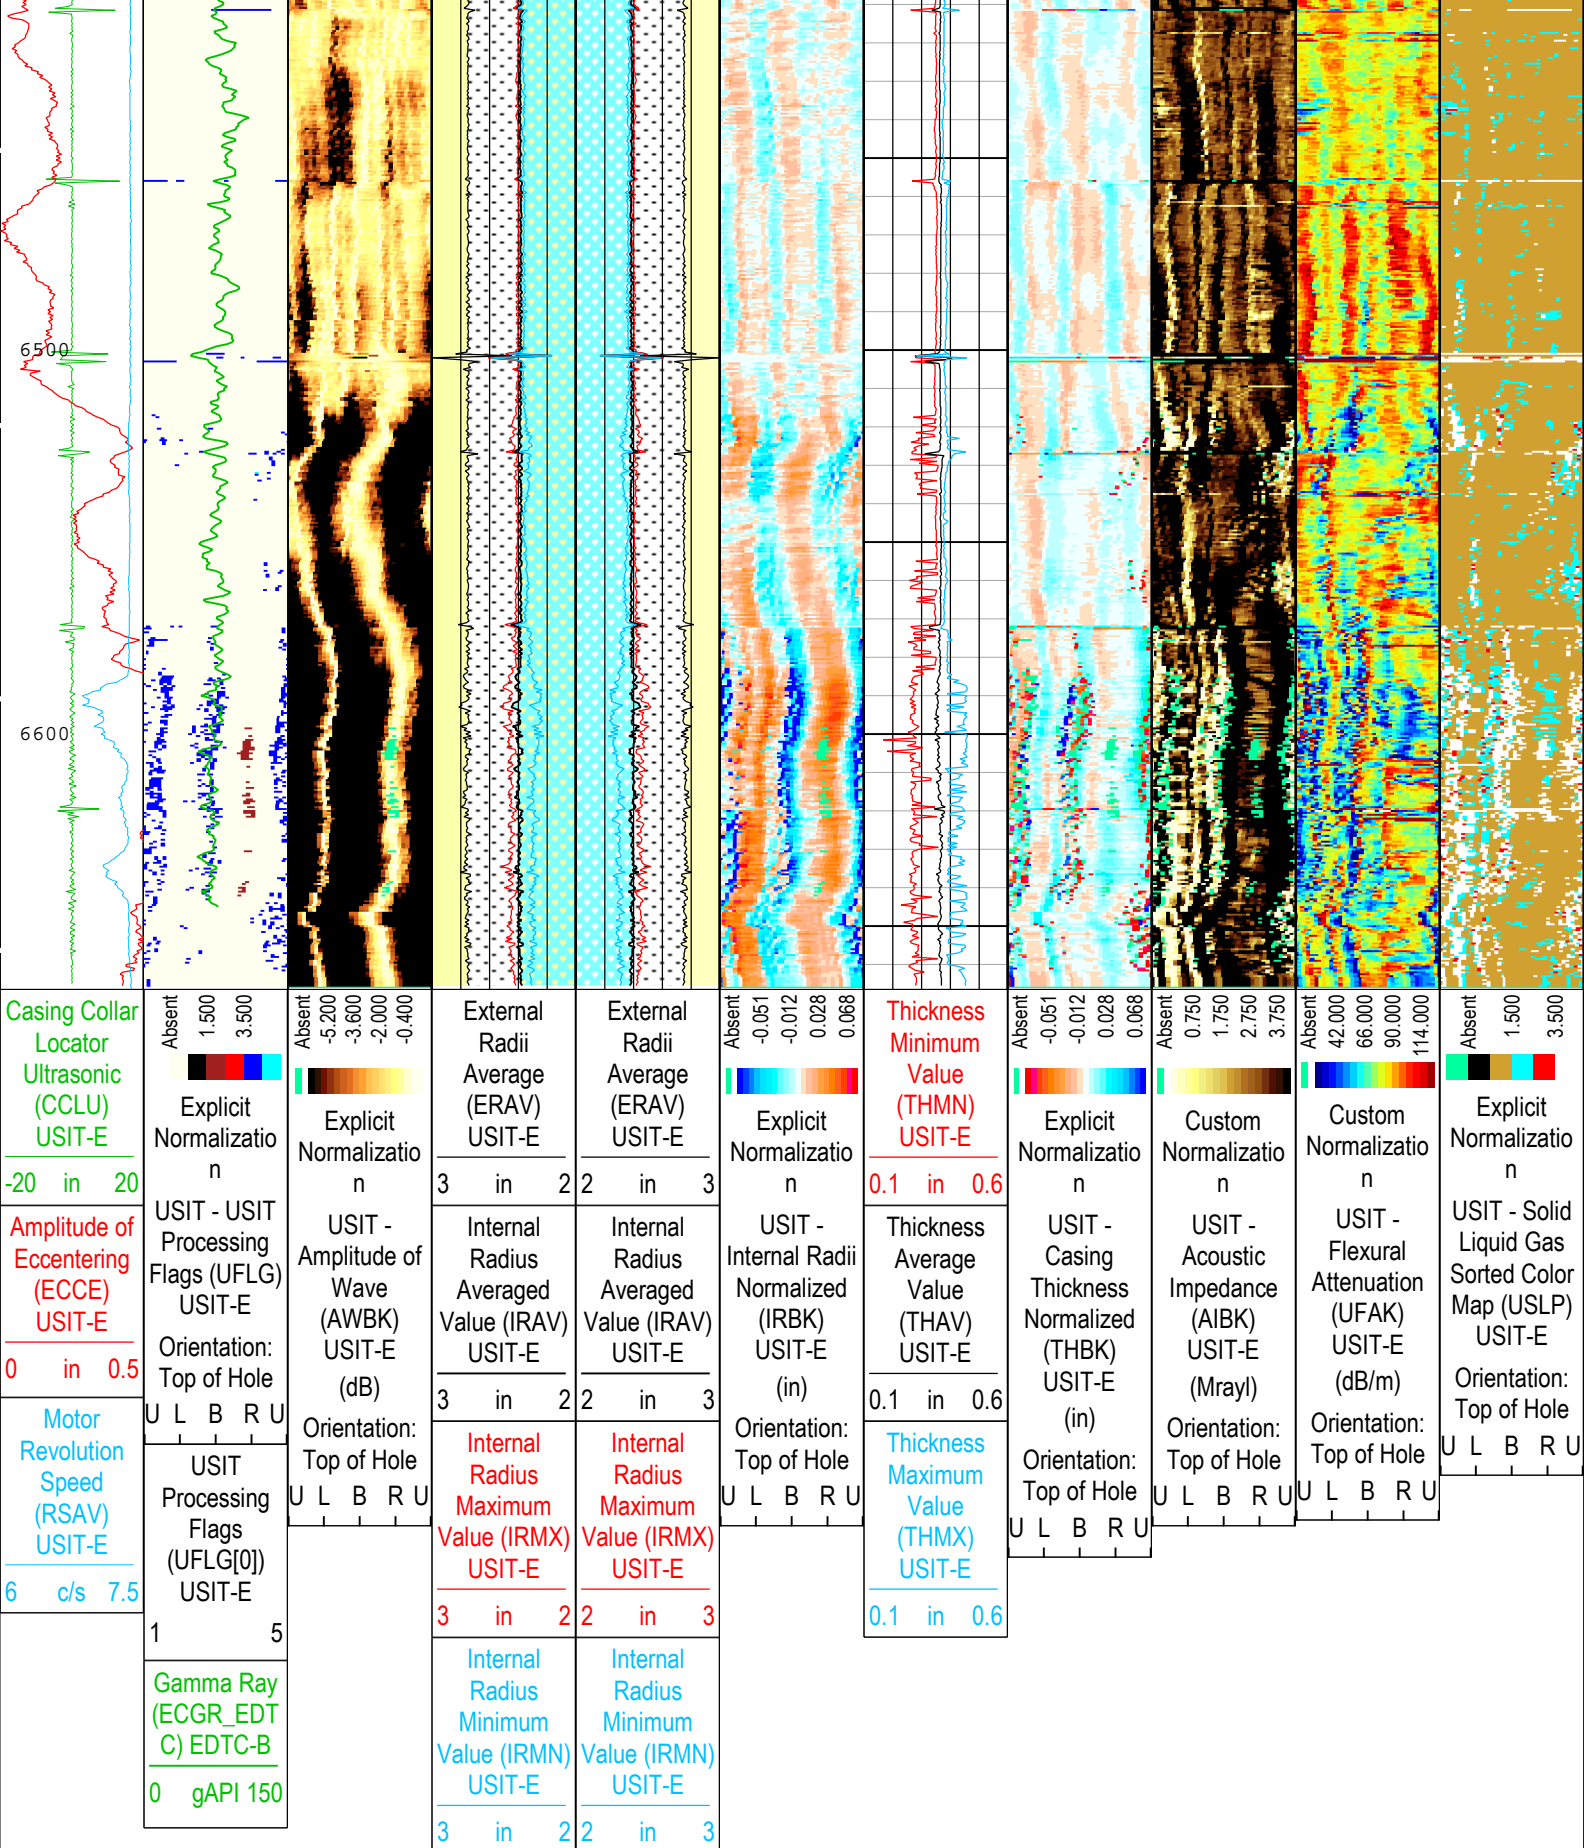 6500
6600
Casing Collar
Locator
Ultrasonic
(CCLU)
USIT-E
-20 in 20
Amplitude of
Eccentering
(ECCE)
USIT-E
0 in 0.5
Motor
Revolution
Speed
(RSAV)
USIT-E
6 c/s 7.5
Absent 1.500 3.500
Explicit
Normalizatio
n
USIT - USIT
Processing
Flags (UFLG)
USIT-E
Orientation:
Top of Hole
U L B R U
USIT
Processing
Flags
(UFLG[0])
USIT-E
1 5
Gamma Ray
(ECGR_EDT
C) EDTC-B
0 gAPI 150
Absent -5.200 -3.600 -2.000 -0.400
Explicit
Normalizatio
n
USIT -
Amplitude of
Wave
(AWBK)
USIT-E
(dB)
Orientation:
Top of Hole
U L B R U
External
Radii
Average
(ERAV)
USIT-E
3 in 2
Internal
Radius
Averaged
Value (IRAV)
USIT-E
3 in 2
Internal
Radius
Maximum
Value (IRMX)
USIT-E
3 in 2
Internal
Radius
Minimum
Value (IRMN)
USIT-E
3 in 2
External
Radii
Average
(ERAV)
USIT-E
2 in 3
Internal
Radius
Averaged
Value (IRAV)
USIT-E
2 in 3
Internal
Radius
Maximum
Value (IRMX)
USIT-E
2 in 3
Internal
Radius
Minimum
Value (IRMN)
USIT-E
2 in 3
Absent -0.051 -0.012 0.028 0.068
Explicit
Normalizatio
n
USIT -
Internal Radii
Normalized
(IRBK)
USIT-E
(in)
Orientation:
Top of Hole
U L B R U
Thickness
Minimum
Value
(THMN)
USIT-E
0.1 in 0.6
Thickness
Average
Value
(THAV)
USIT-E
0.1 in 0.6
Thickness
Maximum
Value
(THMX)
USIT-E
0.1 in 0.6
Absent -0.051 -0.012 0.028 0.068
Explicit
Normalizatio
n
USIT -
Casing
Thickness
Normalized
(THBK)
USIT-E
(in)
Orientation:
Top of Hole
U L B R U
Absent 0.750 1.750 2.750 3.750
Custom
Normalizatio
n
USIT -
Acoustic
Impedance
(AIBK)
USIT-E
(Mrayl)
Orientation:
Top of Hole
U L B R U
Absent 42.000 66.000 90.000 114.000
Custom
Normalizatio
n
USIT -
Flexural
Attenuation
(UFAK)
USIT-E
(dB/m)
Orientation:
Top of Hole
U L B R U
Absent 1.500 3.500
Explicit
Normalizatio
n
USIT - Solid
Liquid Gas
Sorted Color
Map (USLP)
USIT-E
Orientation:
Top of Hole
U L B R U